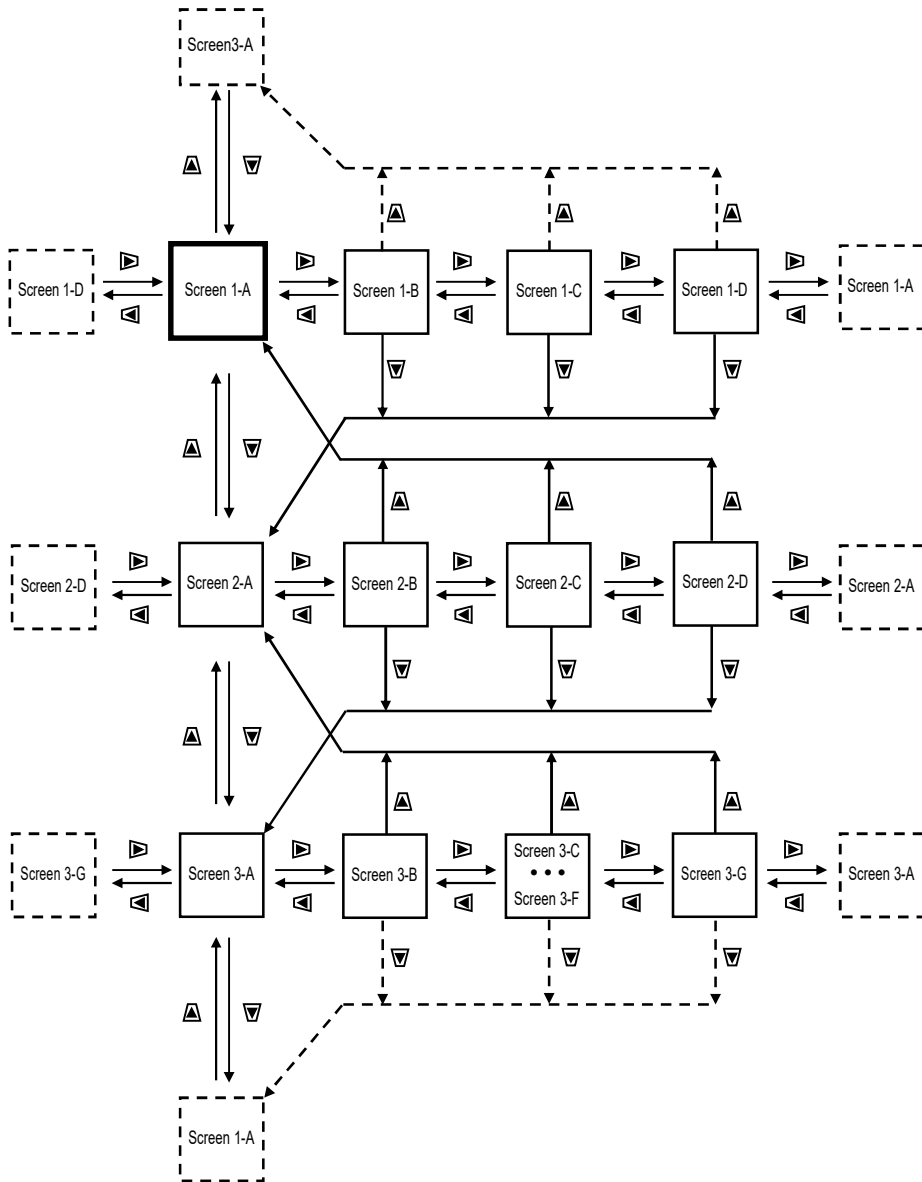 Screen3-A
Screen 1-D
Screen 1-A
Screen 1-B
Screen 1-C
Screen 1-D
Screen 1-A
Screen 2-D
Screen 2-A
Screen 2-B
Screen 2-C
Screen 2-D
Screen 2-A
Screen 3-G
Screen 3-A
Screen 3-B
Screen 3-C
• • •
Screen 3-F
Screen 3-G
Screen 3-A
Screen 1-A